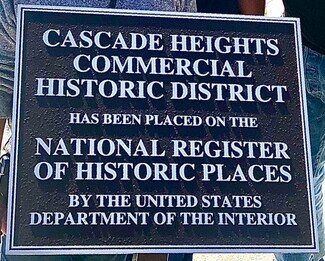 CASCADE HEIGHTS
COMMERCIAL
HISTORIC DISTRICT
HAS BEEN PLACED ON THE
NATIONAL REGISTER
OF HISTORIC PLACES
BY THE UNITED STATES
DEPARTMENT OF THE INTERIOR